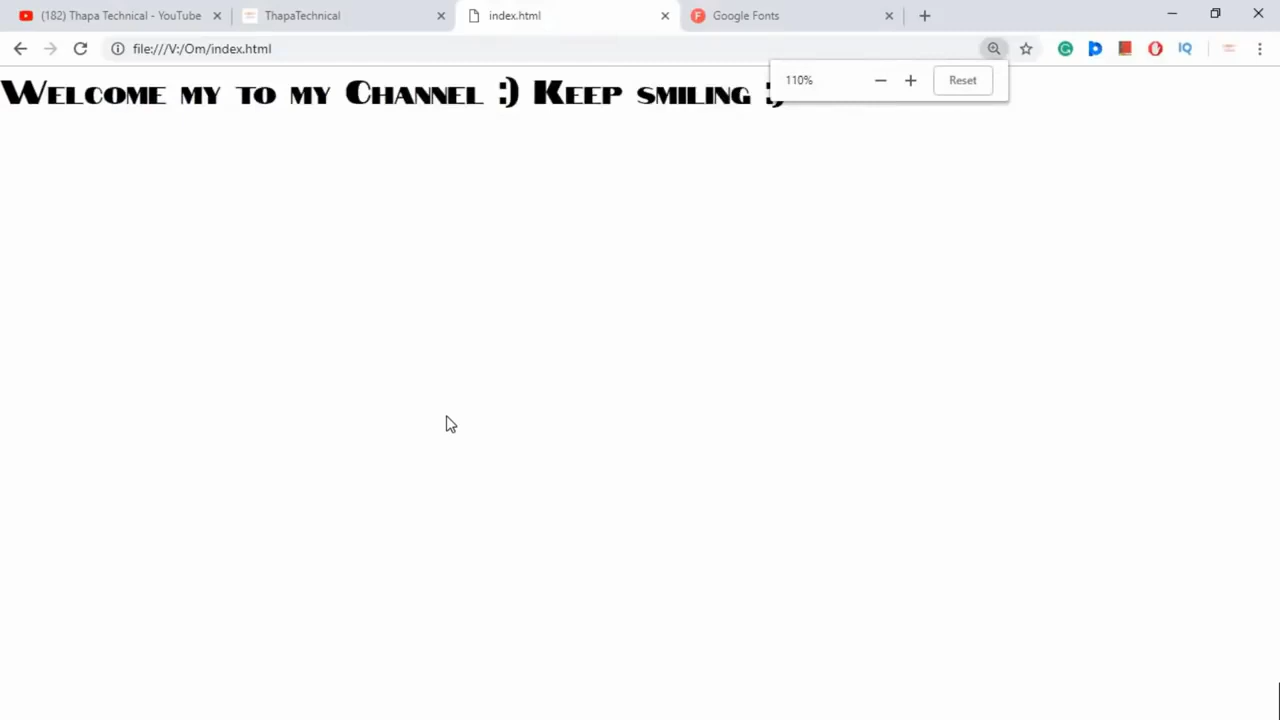 (182) Thapa Technical - YouTube
ThapaTechnical
index.html
Google Fonts
file:///V:/Om/index.html
110%
Reset
Welcome my to my Channel :) Keep smiling :)